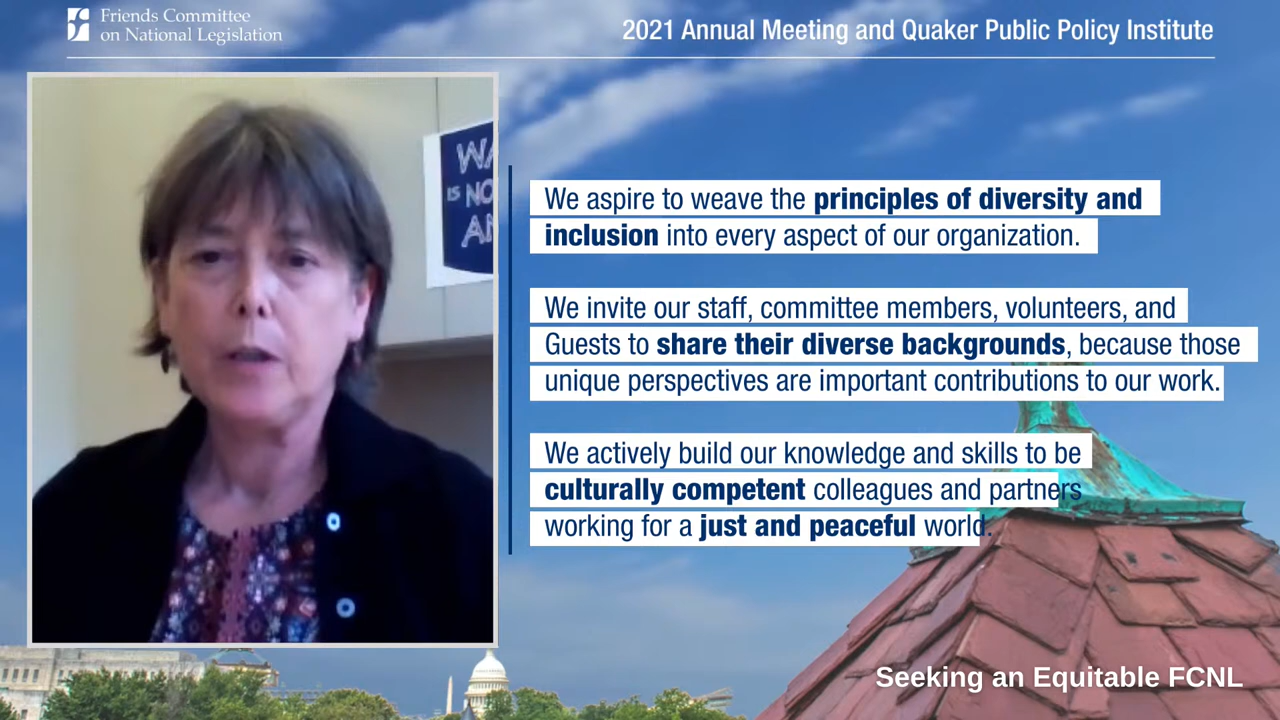 Friends Committee
on National Legislation
2021 Annual Meeting and Quaker Public Policy Institute
IS NO
We aspire to weave the principles of diversity and
inclusion into every aspect of our organization.
We invite our staff, committee members, volunteers, and
Guests to share their diverse backgrounds, because those
unique perspectives are important contributions to our work.
We actively build our knowledge and skills to be
culturally competent colleagues and partners
working for a just and peaceful world.
Seeking an Equitable FCNL